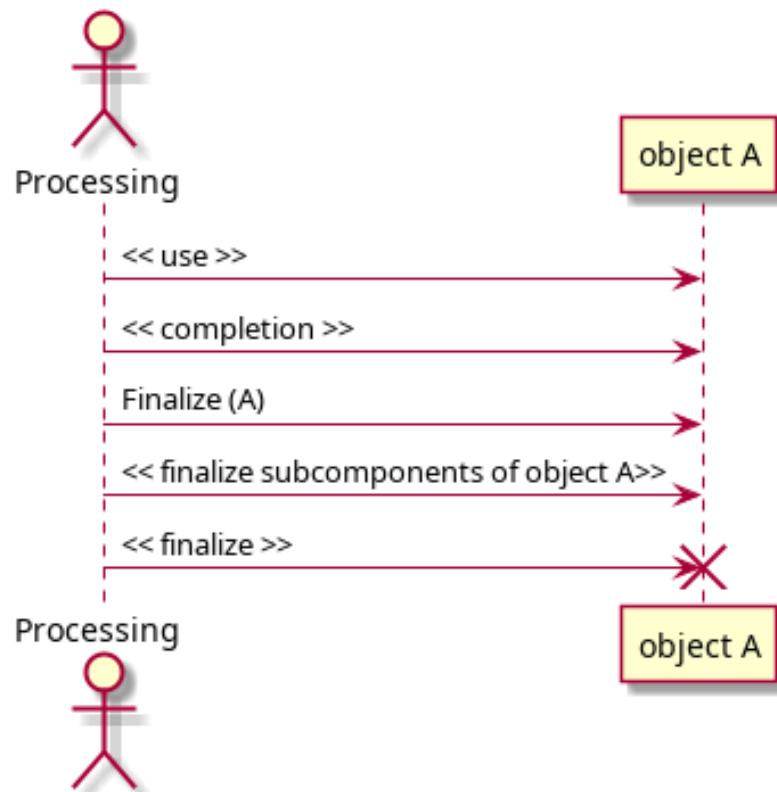 Processing
object A
<< use >>
<< completion >>
Finalize (A)
<< finalize subcomponents of object A>>
<< finalize >>
Processing
object A